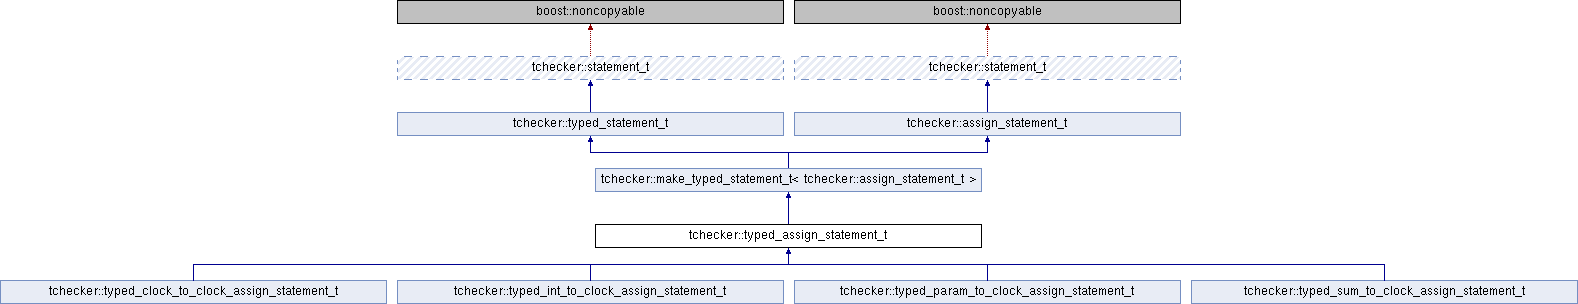 boost::noncopyable
boost::noncopyable
tchecker::statement_t
tchecker::statement_t
tchecker::typed_statement_t
tchecker::assign_statement_t
tchecker::make_typed_statement_t< tchecker::assign_statement_t >
tchecker::typed_assign_statement_t
tchecker::typed_clock_to_clock_assign_statement_t
tchecker::typed_int_to_clock_assign_statement_t
tchecker::typed_param_to_clock_assign_statement_t
tchecker::typed_sum_to_clock_assign_statement_t